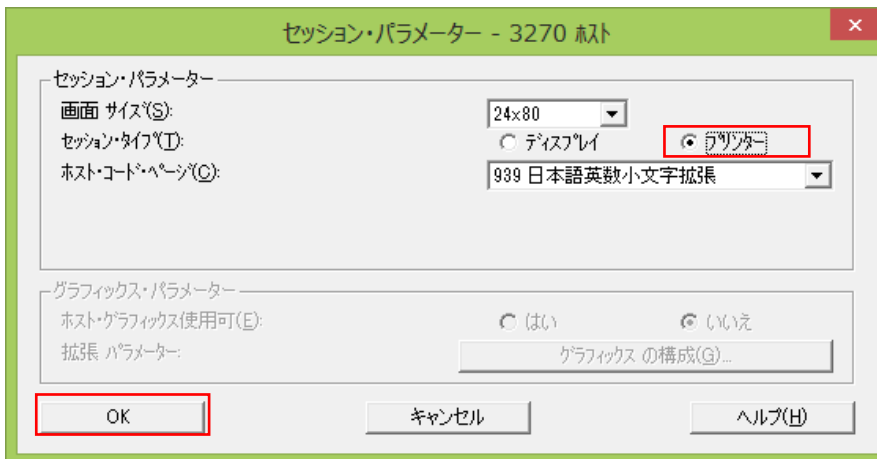 セッション・パラメーター - 3270 ホスト
×
セッション・パラメーター
画面 サイズ(S):
24x80
セッション・タイプ(T):
ディスプレイ
プリンター
ホスト・コード・ページ(C):
939 日本語英数小文字拡張
グラフィックス・パラメーター
ホスト・グラフィックス使用可(E):
はい
いいえ
拡張 パラメーター:
グラフィックス の構成(G)...
OK
キャンセル
ヘルプ(H)